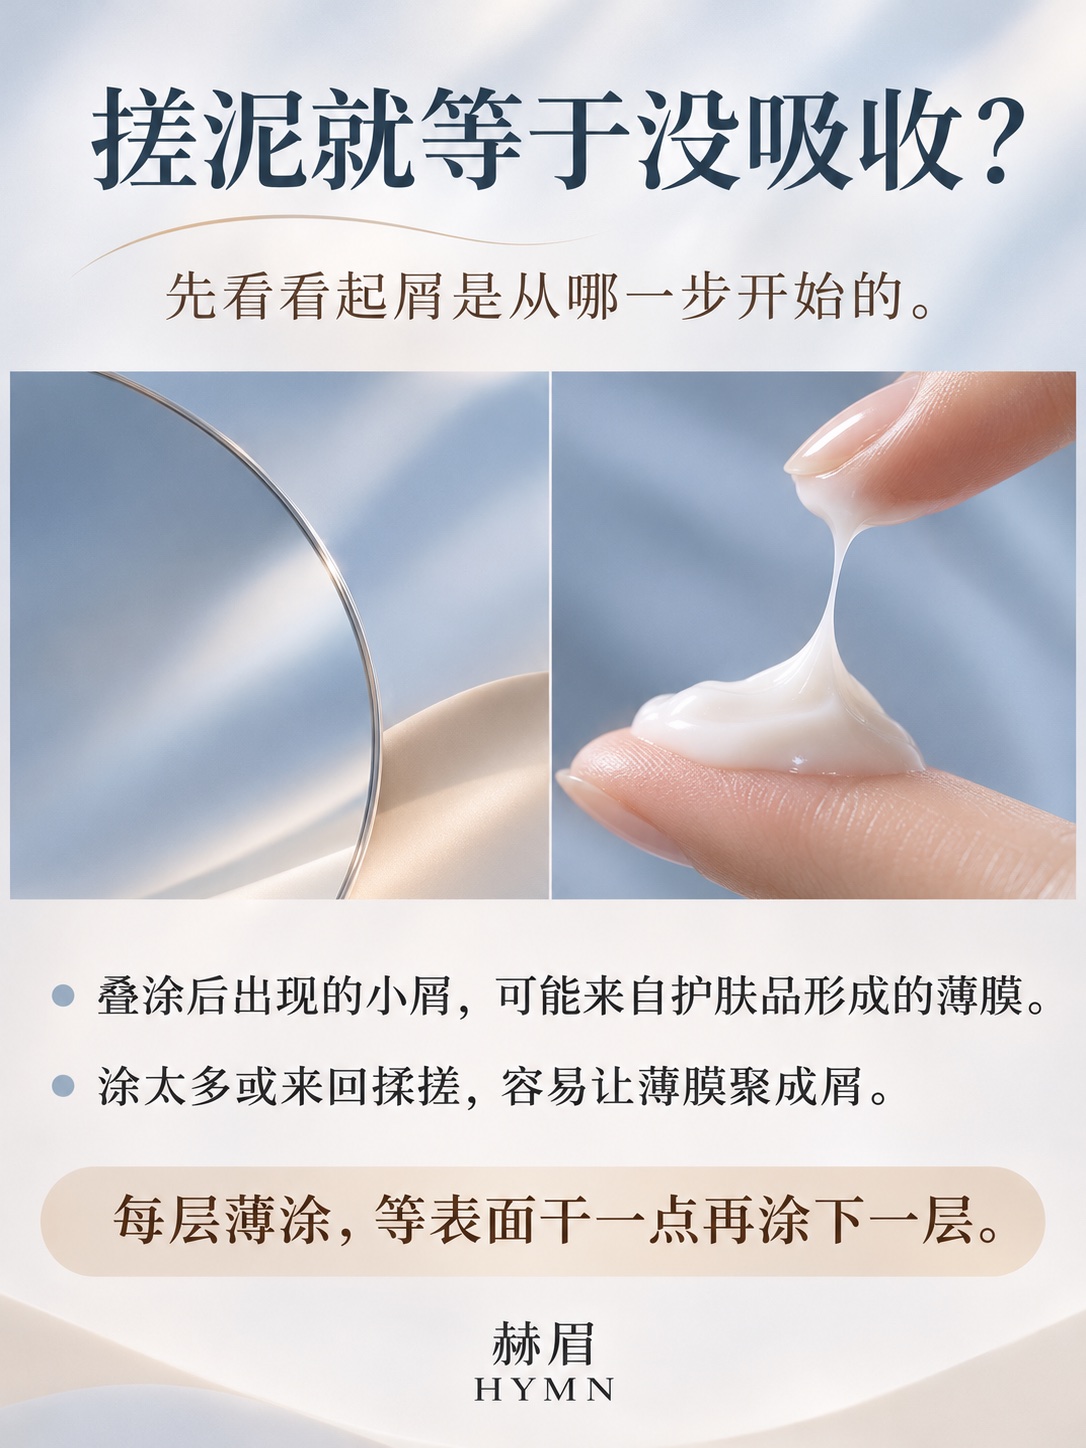 搓泥就等于没吸收？
先看看起屑是从哪一步开始的。
叠涂后出现的小屑，可能来自护肤品形成的薄膜。
涂太多或来回揉搓，容易让薄膜聚成屑。
每层薄涂，等表面干一点再涂下一层。
赫眉
HYMN